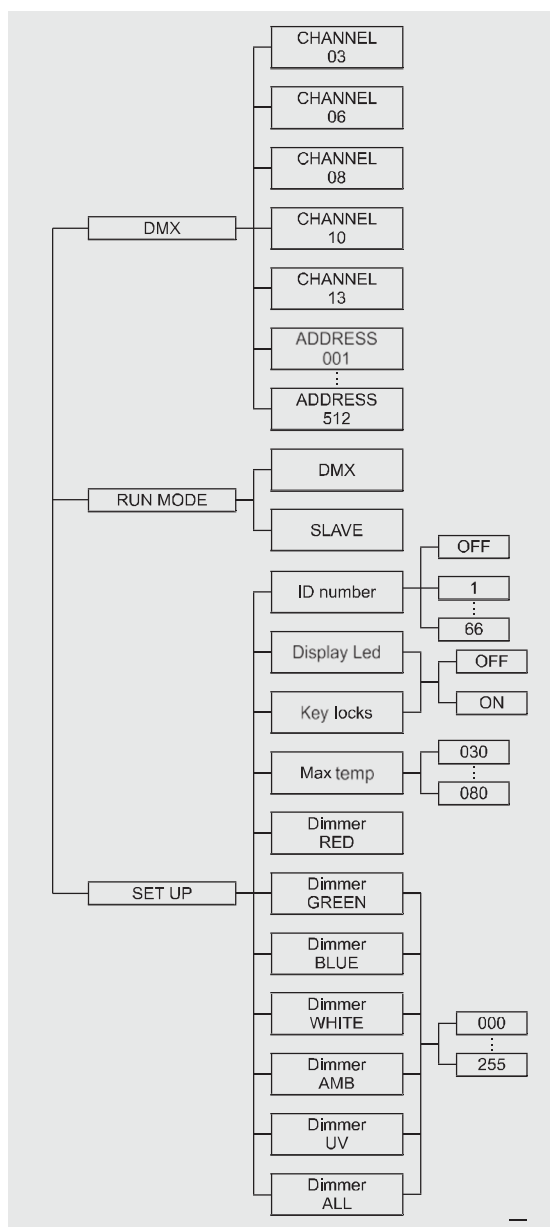 CHANNEL
03
CHANNEL
06
CHANNEL
08
DMX
CHANNEL
10
CHANNEL
13
ADDRESS
001
ADDRESS
512
RUN MODE
DMX
SLAVE
ID number
OFF
1
66
Display Led
Key locks
OFF
ON
Max temp
030
080
Dimmer
RED
SET UP
Dimmer
GREEN
Dimmer
BLUE
Dimmer
WHITE
Dimmer
AMB
Dimmer
UV
Dimmer
ALL
000
255